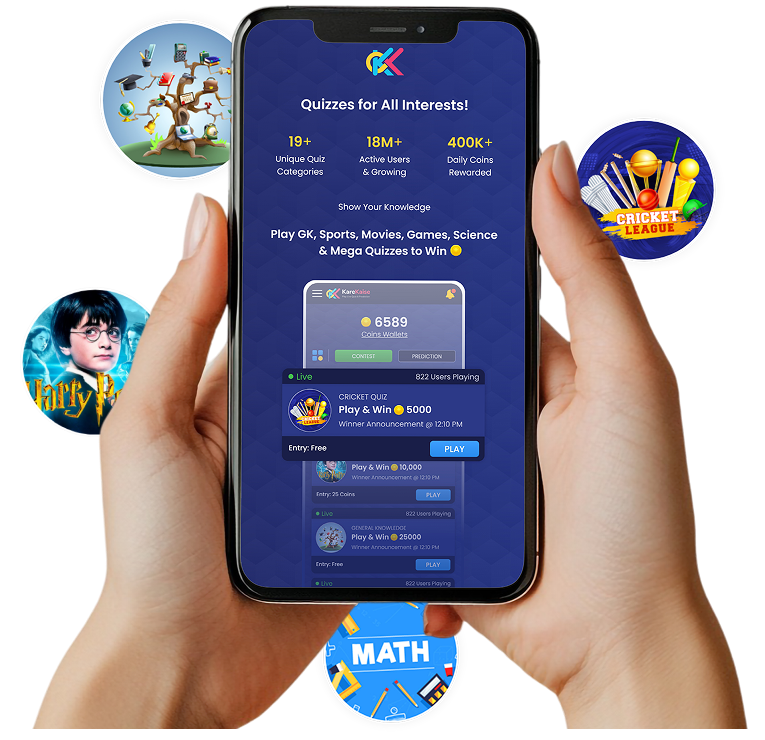 Quizzes for All Interests!
19+ 18M+ 400K+
Unique Quiz Active Users Daily Coins
Categories & Growing Rewarded
Show Your Knowledge
Play GK, Sports, Movies, Games, Science
& Mega Quizzes to Win
CRICKET
LEAGUE
KareKaise
6589
Coins Wallets
CONTEST PREDICTION
Harry P
Live 822 Users Playing
CRICKET QUIZ
Play & Win 5000
Winner Announcement @ 12:10 PM
Entry: Free PLAY
Play & Win 10,000
Winner Announcement @ 12:10 PM
Entry: 25 Coins PLAY
Live 822 Users Playing
GENERAL KNOWLEDGE
Play & Win 25000
Winner Announcement @ 12:10 PM
Entry: Free PLAY
Live 822 Users Playing
MATH